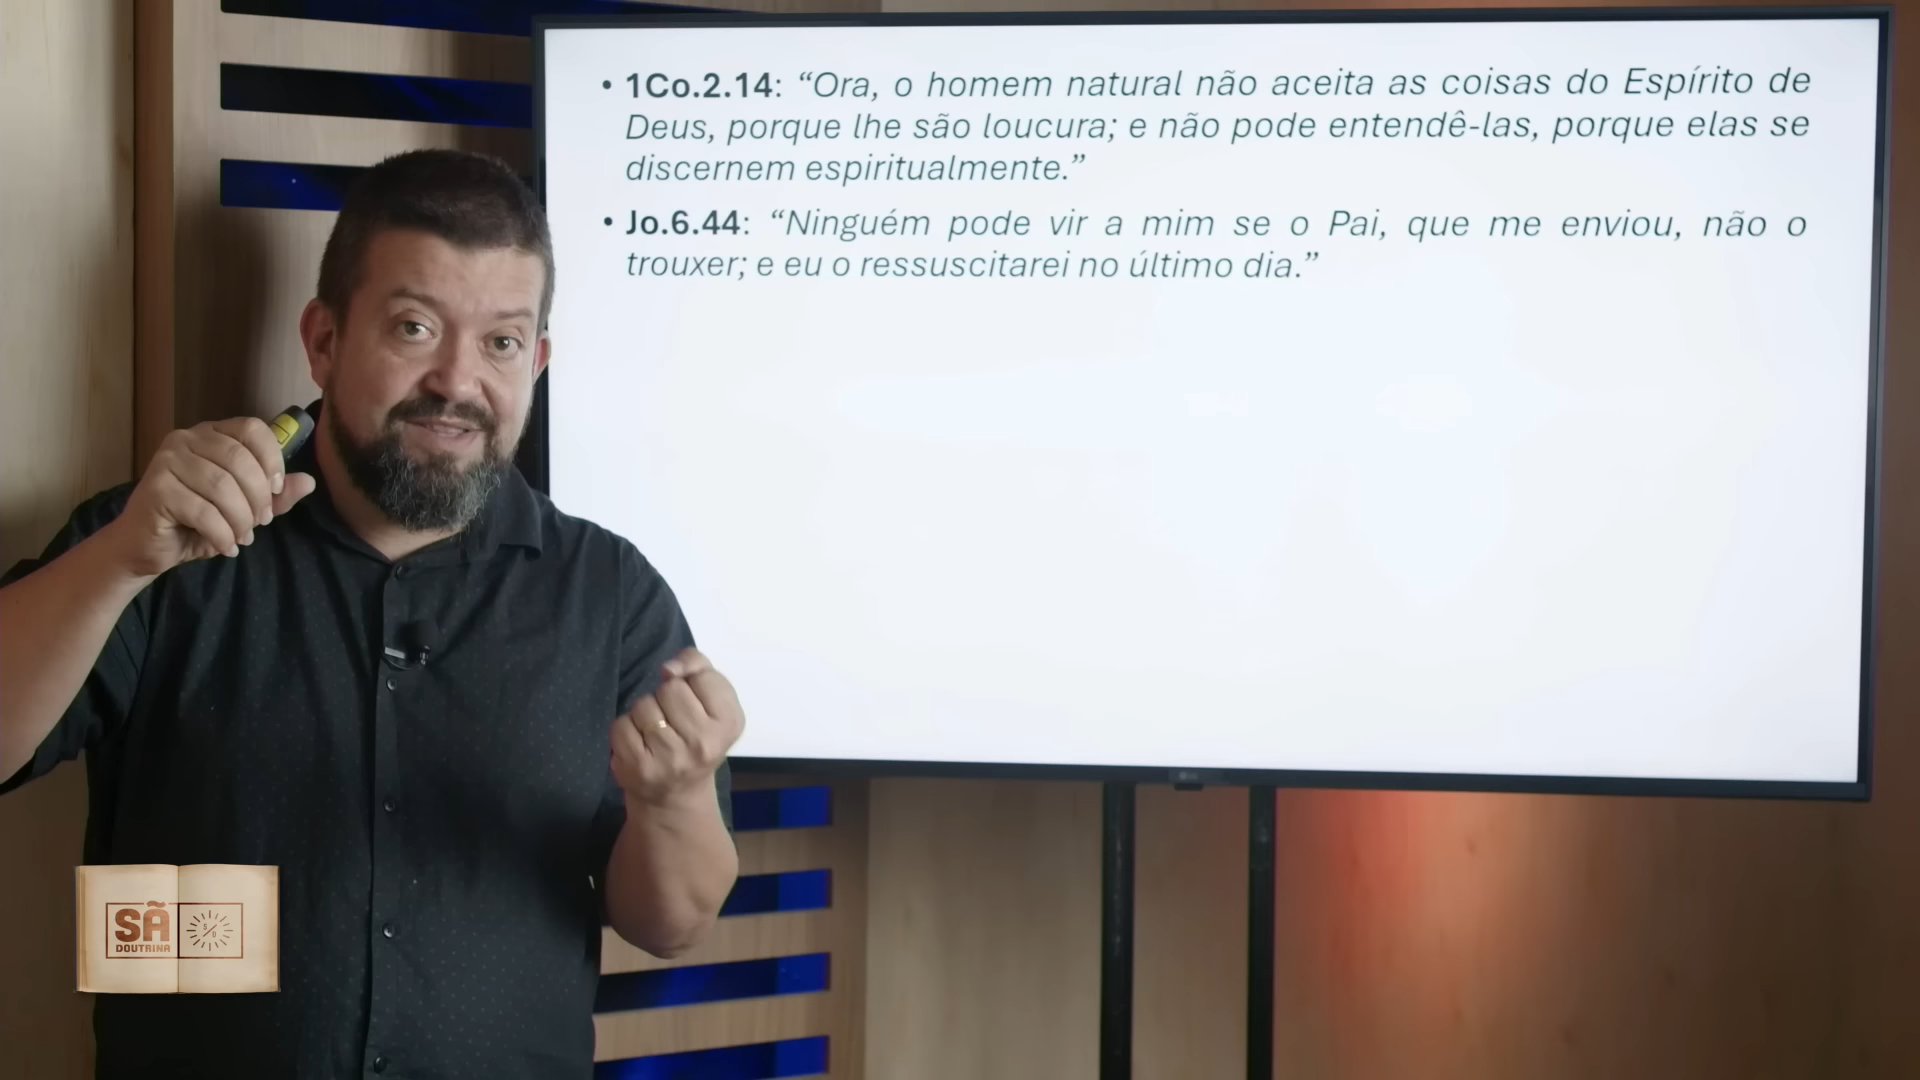 • 1Co.2.14: “Ora, o homem natural não aceita as coisas do Espírito de
Deus, porque lhe são loucura; e não pode entendê-las, porque elas se
discernem espiritualmente.”
• Jo.6.44: “Ninguém pode vir a mim se o Pai, que me enviou, não o
trouxer; e eu o ressuscitarei no último dia.”
SÃ
DOUTRINA
S/D